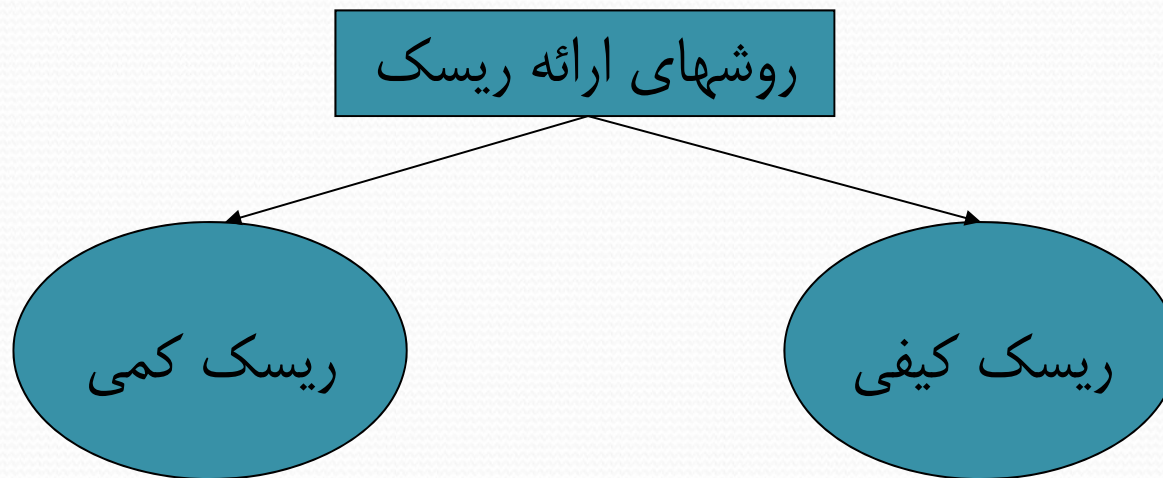 روشهای ارائه ریسک
ریسک کیفی
ریسک کمی